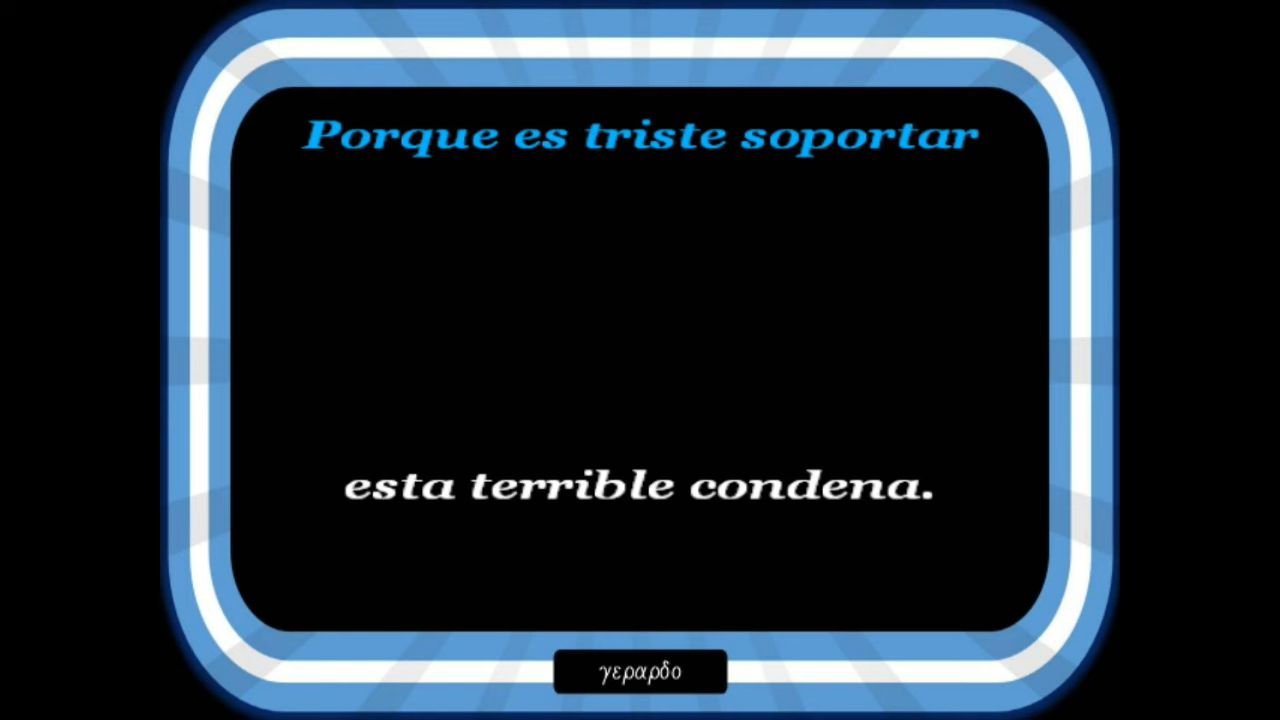 Porque es triste soportar
esta terrible condena.
γεραρδο